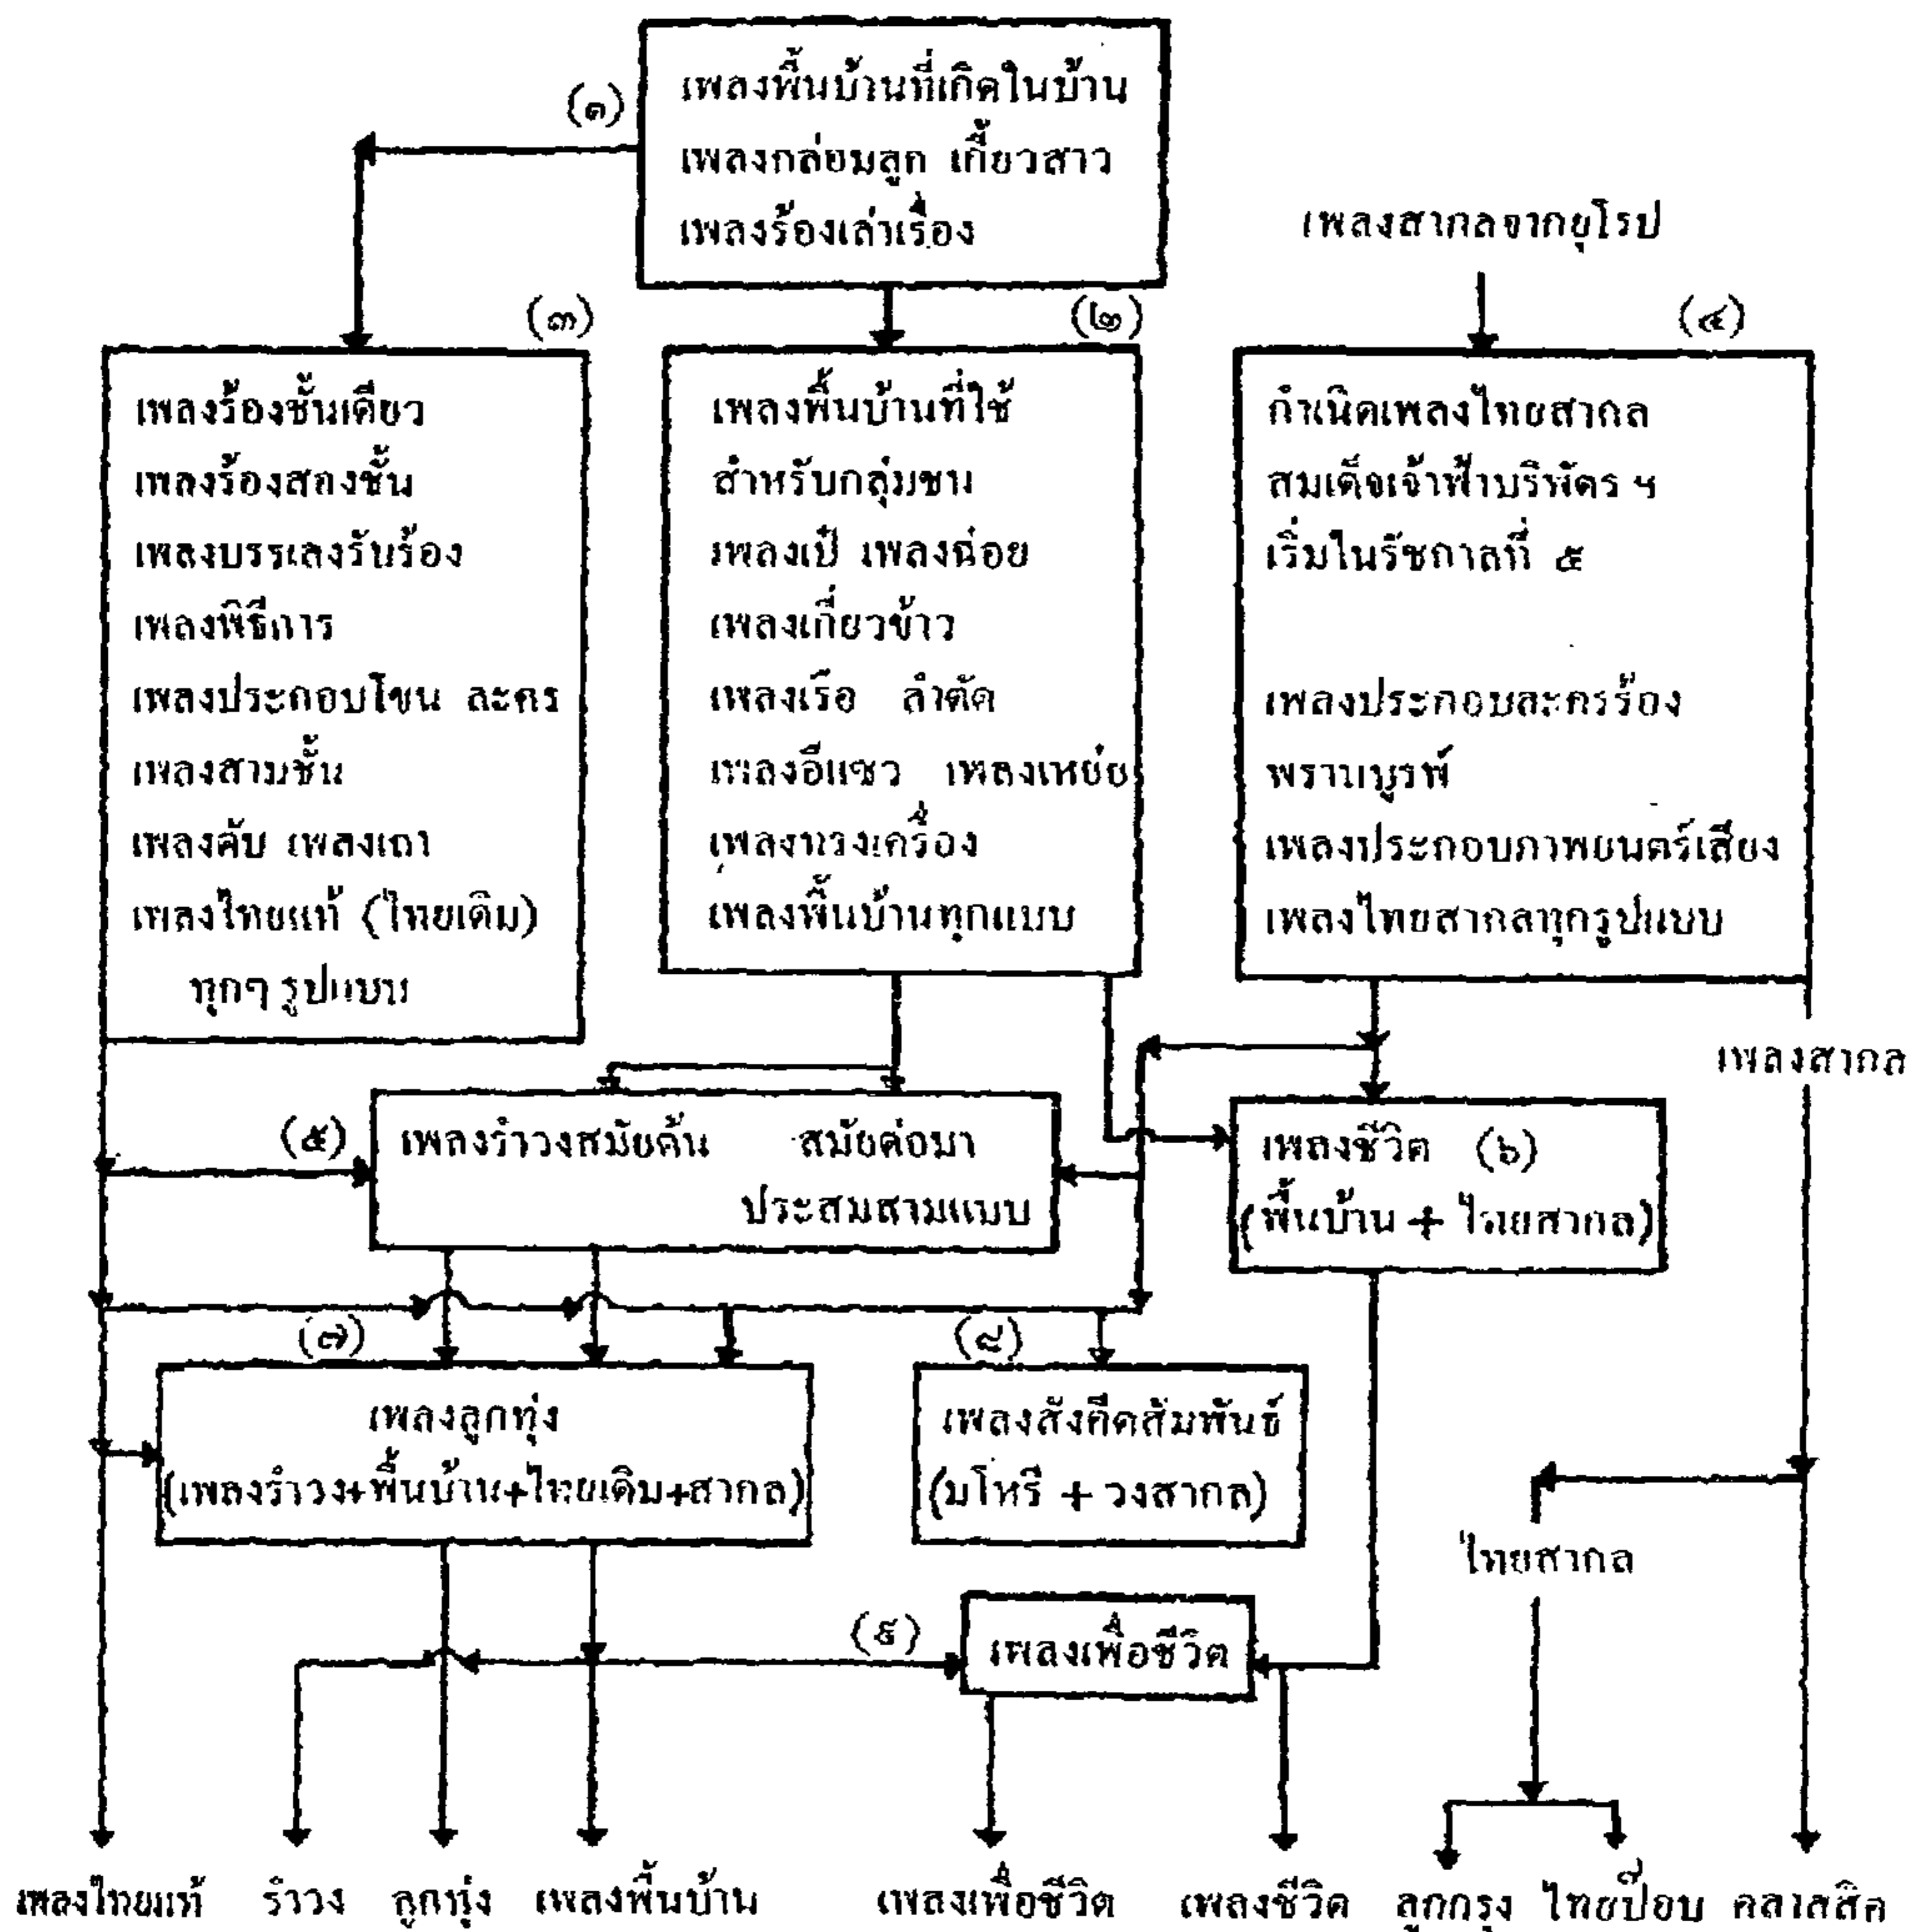 (๑)
เพลงพื้นบ้านที่เกิดในบ้าน
เพลงกล่อมลูก เกี้ยวสาว
เพลงร้องเล่าเรื่อง
เพลงสากลจากยุโรป
(๓)
เพลงร้องชั้นเดียว
เพลงร้องสองชั้น
เพลงบรรเลงรับร้อง
เพลงพิธีการ
เพลงประกอบโขน ละคร
เพลงสามชั้น
เพลงตับ เพลงเถา
เพลงไทยแท้ (ไทยเดิม)
ทุกๆ รูปแบบ
(๒)
เพลงพื้นบ้านที่ใช้
สำหรับกลุ่มชน
เพลงเป๋ เพลงฉ่อย
เพลงเกี่ยวข้าว
เพลงเรือ ลำตัด
เพลงอีแซว เพลงเหย่ย
เพลงทรงเครื่อง
เพลงพื้นบ้านทุกแบบ
(๔)
กำเนิดเพลงไทยสากล
สมเด็จเจ้าฟ้าบริพัตร ฯ
เริ่มในรัชกาลที่ ๕
เพลงประกอบละครร้อง
พรานบูรพ์
เพลงประกอบภาพยนตร์เสียง
เพลงไทยสากลทุกรูปแบบ
เพลงสากล
(๕)
เพลงรำวงสมัยต้น สมัยต่อมา
ประสมสามแบบ
เพลงชีวิต (๖)
(พื้นบ้าน + ไทยสากล)
(๗)
เพลงลูกทุ่ง
(เพลงรำวง+พื้นบ้าน+ไทยเดิม+สากล)
(๘)
เพลงสังคีตสัมพันธ์
(มโหรี + วงสากล)
ไทยสากล
(๙)
เพลงเพื่อชีวิต
เพลงไทยแท้ รำวง ลูกทุ่ง เพลงพื้นบ้าน เพลงเพื่อชีวิต เพลงชีวิต ลูกกรุง ไทยป๊อบ คลาสสิค